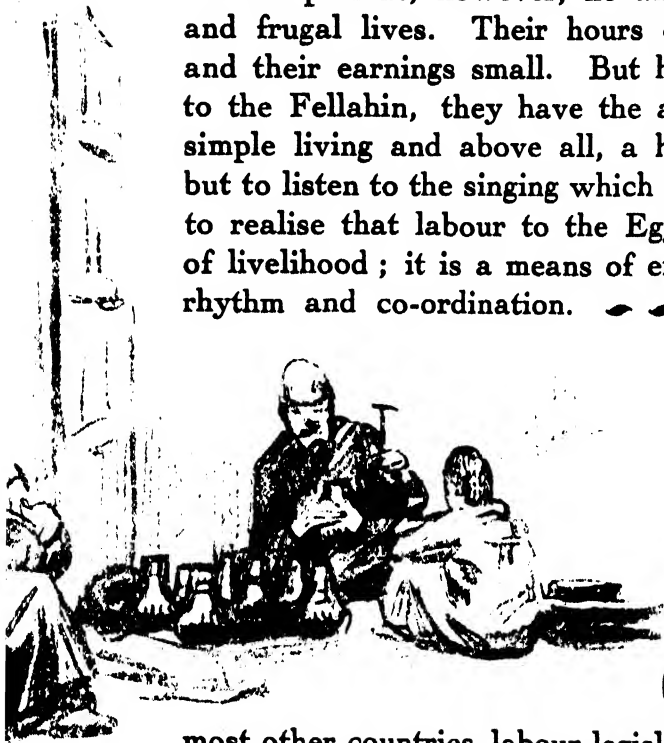 and frugal lives. Their hours
and their earnings small. But
to the Fellahin, they have the
simple living and above all, a
but to listen to the singing which
to realise that labour to the
of livelihood ; it is a means of
rhythm and co-ordination.
most other countries, labour